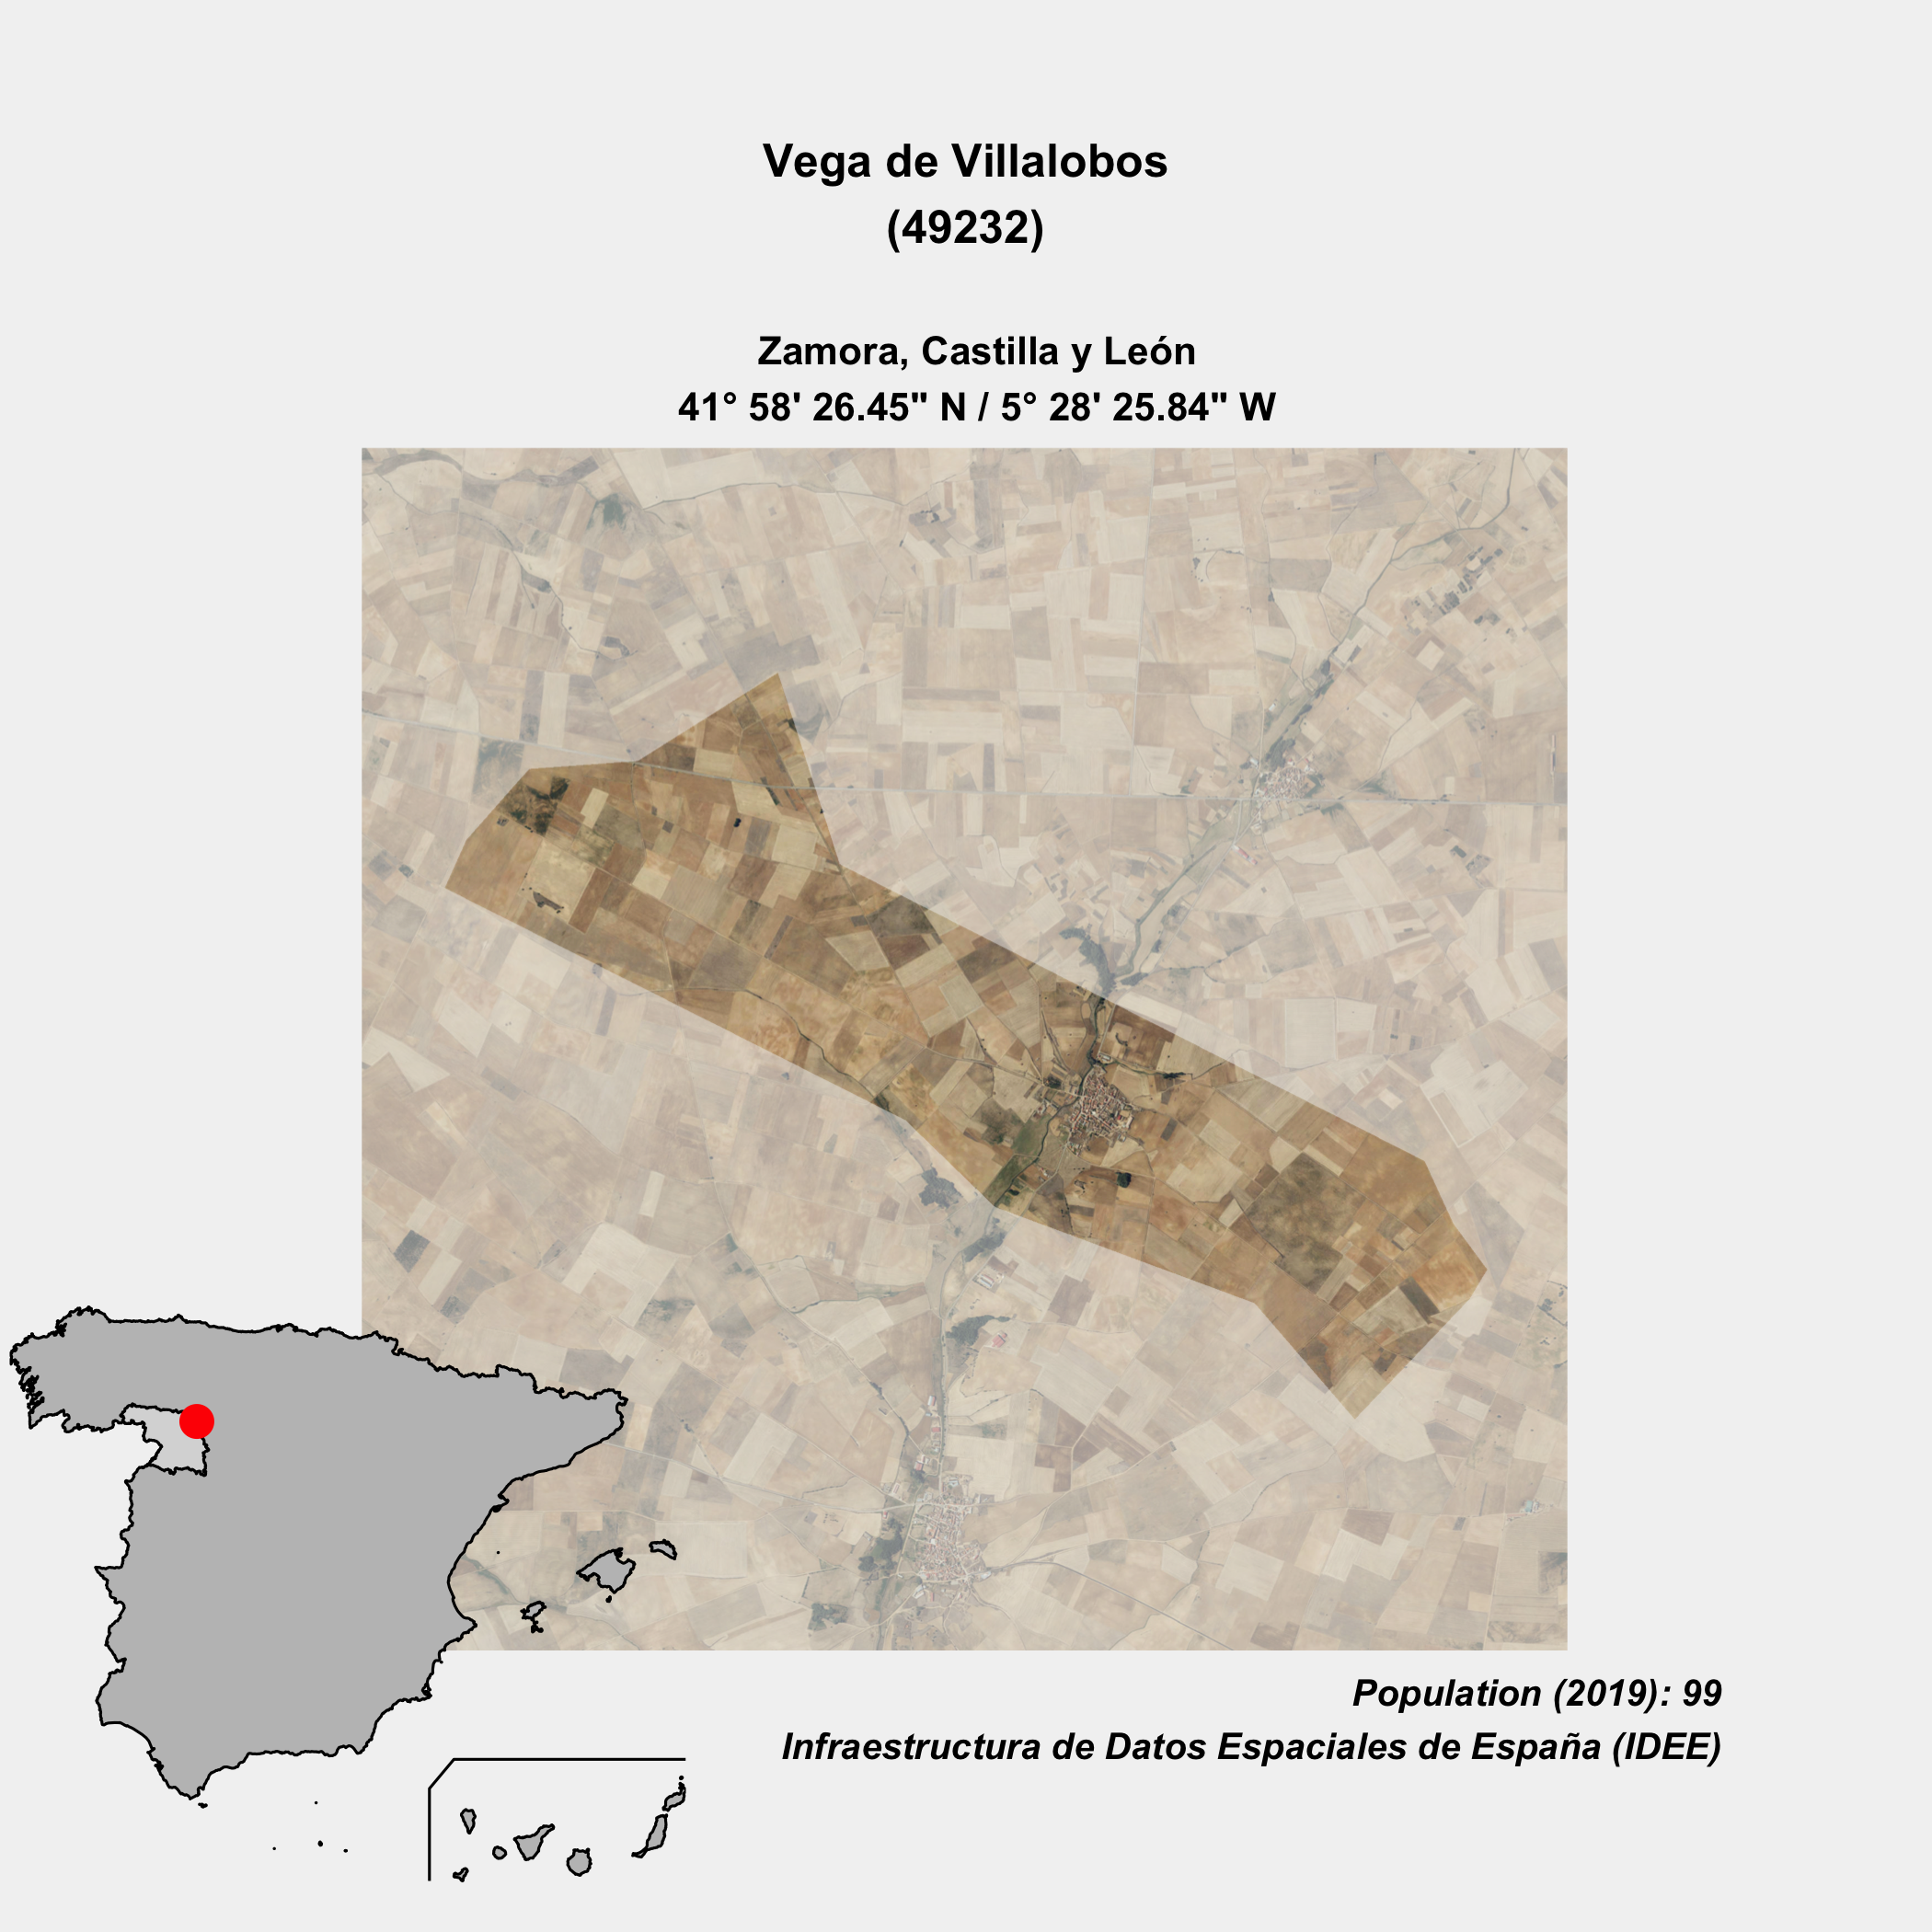 Vega de Villalobos
(49232)
Zamora, Castilla y León
41° 58' 26.45" N / 5° 28' 25.84" W
Population (2019): 99
Infraestructura de Datos Espaciales de España (IDEE)